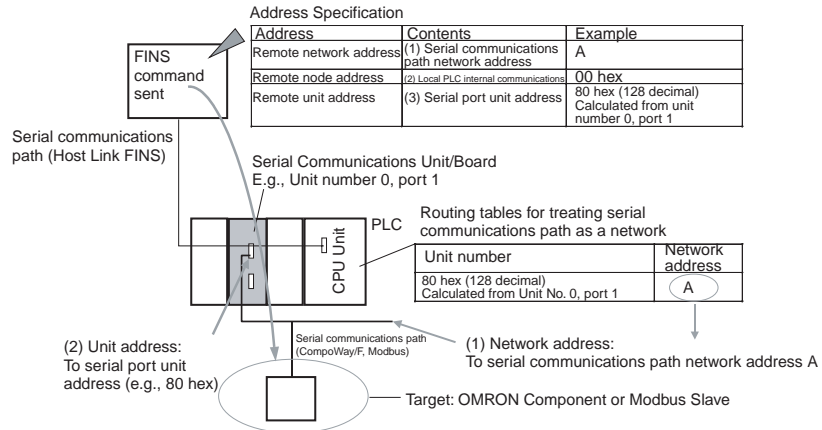 Address Specification
Address Contents Example
Remote network address (1) Serial communications path network address A
Remote node address (2) Local PLC internal communications 00 hex
Remote unit address (3) Serial port unit address 80 hex (128 decimal)
Calculated from unit
number 0, port 1
FINS
command
sent
Serial communications
path (Host Link FINS)
Serial Communications Unit/Board
E.g., Unit number 0, port 1
PLC
CPU Unit
Routing tables for treating serial
communications path as a network
Unit number Network address
80 hex (128 decimal)
Calculated from Unit No. 0, port 1 A
(2) Unit address:
To serial port unit
address (e.g., 80 hex)
Serial communications path
(CompoWay/F, Modbus)
(1) Network address:
To serial communications path network address A
Target: OMRON Component or Modbus Slave